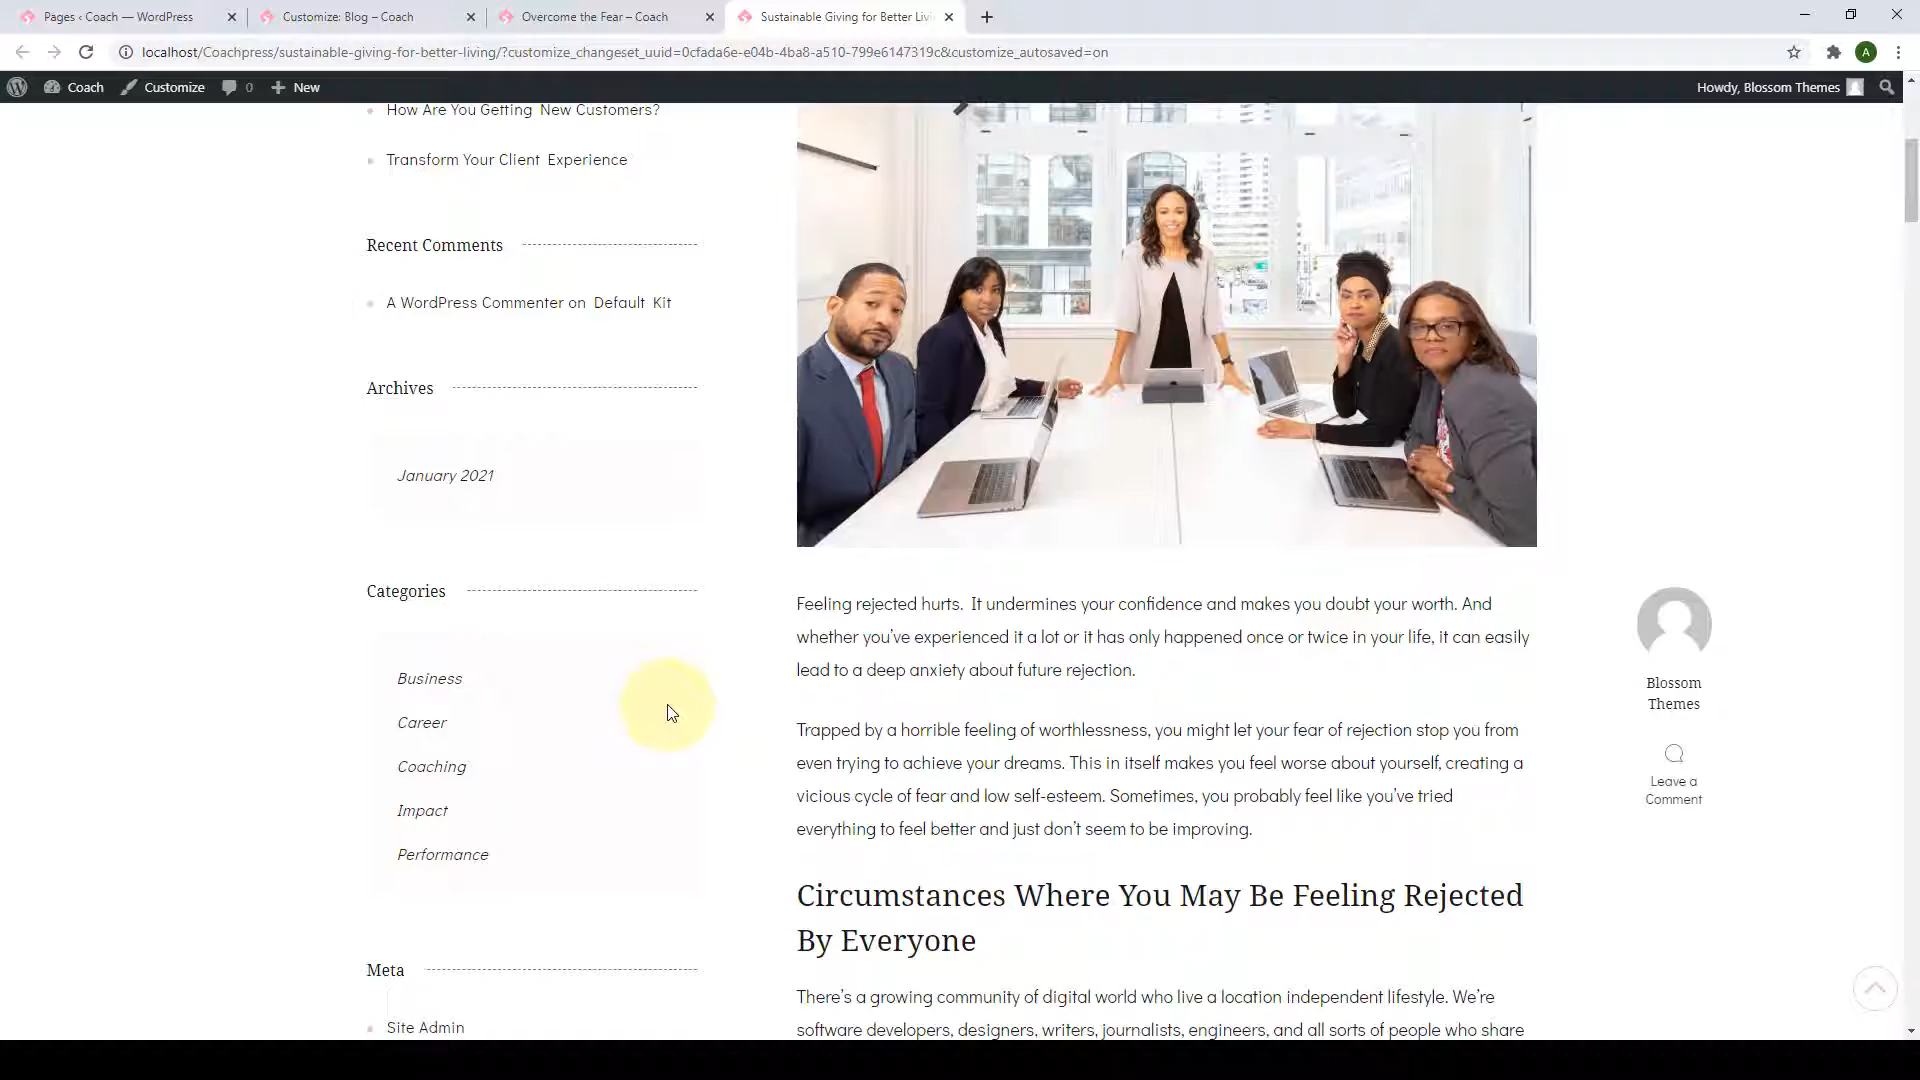 Pages ‹ Coach — WordPress
Customize: Blog – Coach
Overcome the Fear – Coach
Sustainable Giving for Better Livi
localhost/Coachpress/sustainable-giving-for-better-living/?customize_changeset_uuid=0cfada6e-e04b-4ba8-a510-799e6147319c&customize_autosaved=on
A
Coach
Customize
0
New
Howdy, Blossom Themes
How Are You Getting New Customers?
Transform Your Client Experience
Recent Comments
A WordPress Commenter on Default Kit
Archives
January 2021
Categories
Business
Career
Coaching
Impact
Performance
Meta
Site Admin
Feeling rejected hurts. It undermines your confidence and makes you doubt your worth. And
whether you’ve experienced it a lot or it has only happened once or twice in your life, it can easily
lead to a deep anxiety about future rejection.
Trapped by a horrible feeling of worthlessness, you might let your fear of rejection stop you from
even trying to achieve your dreams. This in itself makes you feel worse about yourself, creating a
vicious cycle of fear and low self-esteem. Sometimes, you probably feel like you’ve tried
everything to feel better and just don’t seem to be improving.
Circumstances Where You May Be Feeling Rejected
By Everyone
There’s a growing community of digital world who live a location independent lifestyle. We’re
software developers, designers, writers, journalists, engineers, and all sorts of people who share
Blossom
Themes
Leave a
Comment